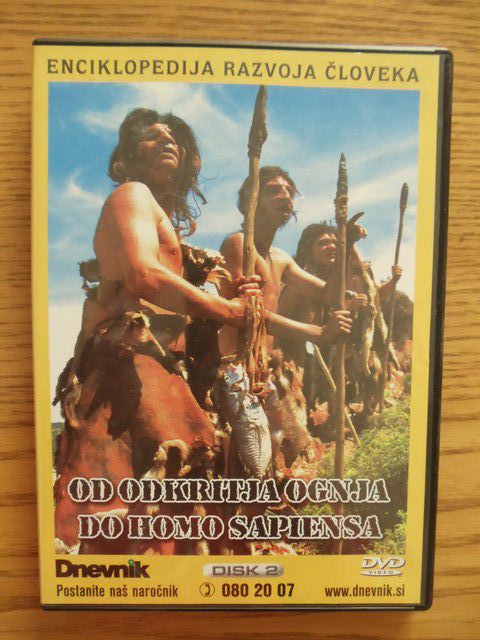 ENCIKLOPEDIJA RAZVOJA ČLOVEKA
OD ODKRITJA OGNJA
DO HOMO SAPIENSA
Dnevnik DISK 2 DVD
VIDEO
Postanite naš naročnik 080 20 07 www.dnevnik.si